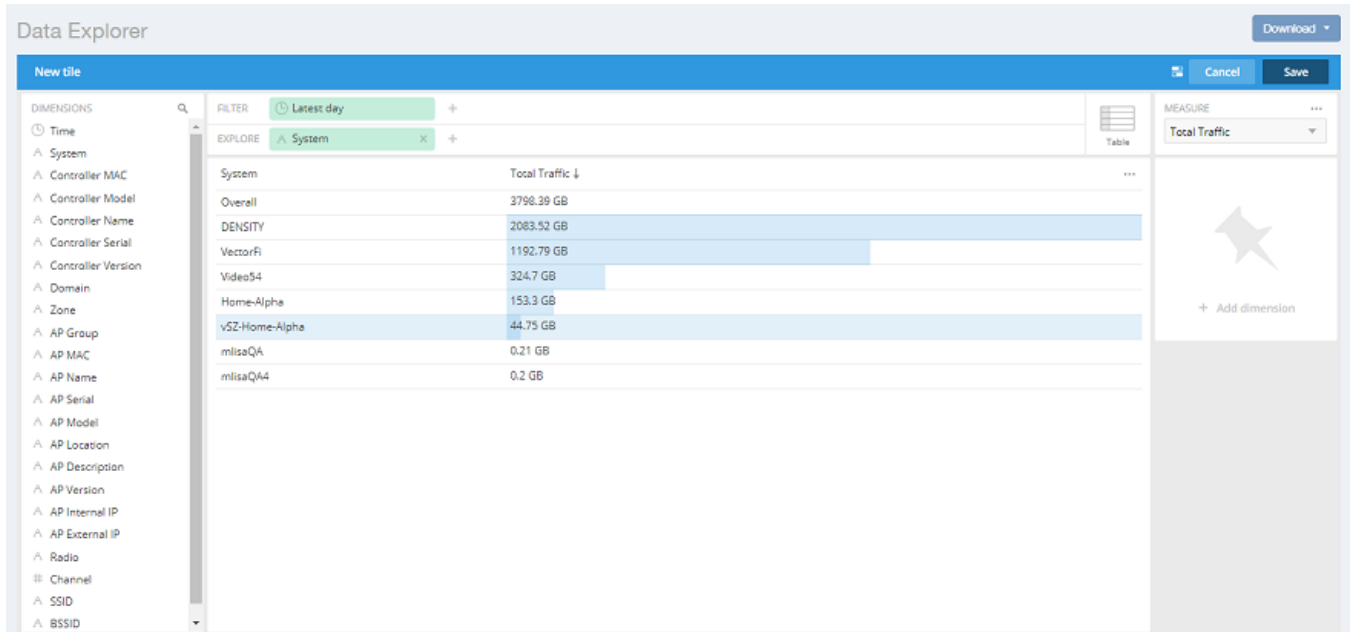 Data Explorer
Download
New tile
Cancel
Save
DIMENSIONS
Time
System
Controller MAC
Controller Model
Controller Name
Controller Serial
Controller Version
Domain
Zone
AP Group
AP MAC
AP Name
AP Serial
AP Model
AP Location
AP Description
AP Version
AP Internal IP
AP External IP
Radio
Channel
SSID
BSSID
FILTER Latest day +
EXPLORE System × +
Table
System Total Traffic ↓ ...
Overall 3798.39 GB
DENSITY 2083.52 GB
VectorFi 1192.79 GB
Video54 324.7 GB
Home-Alpha 153.3 GB
vSZ-Home-Alpha 44.75 GB
mlisaQA 0.21 GB
mlisaQA4 0.2 GB
MEASURE ...
Total Traffic
+ Add dimension